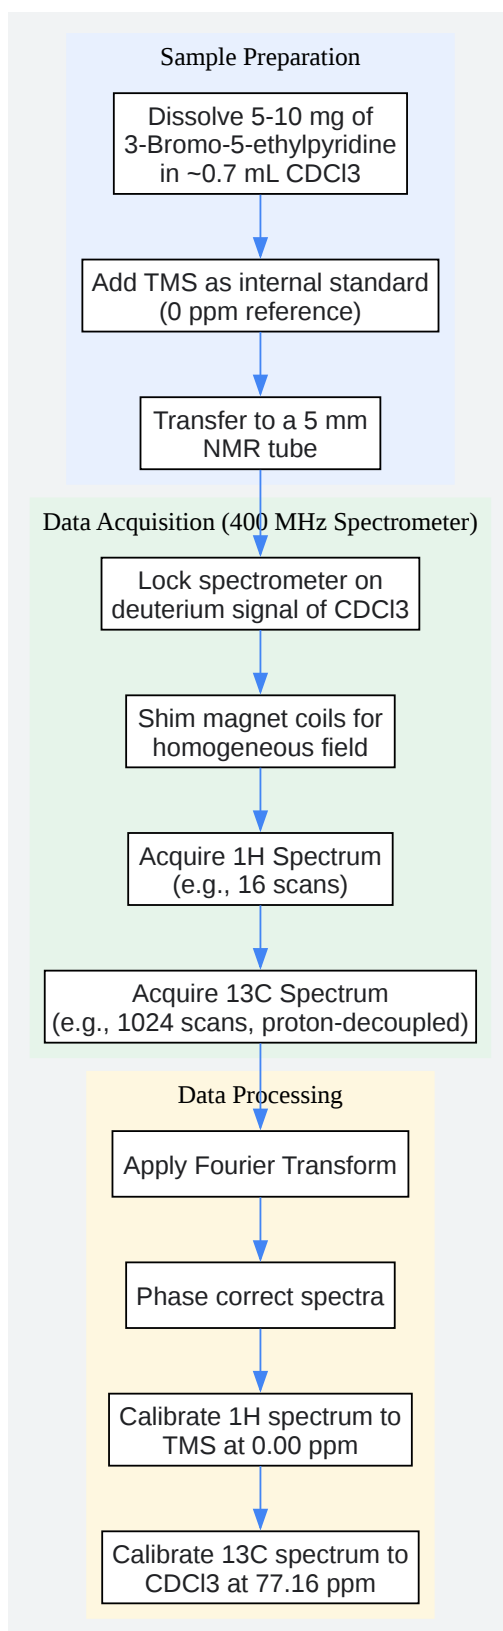 Sample Preparation
Dissolve 5-10 mg of
3-Bromo-5-ethylpyridine
in ~0.7 mL CDCl3
Add TMS as internal standard
(0 ppm reference)
Transfer to a 5 mm
NMR tube
Data Acquisition (400 MHz Spectrometer)
Lock spectrometer on
deuterium signal of CDCl3
Shim magnet coils for
homogeneous field
Acquire 1H Spectrum
(e.g., 16 scans)
Acquire 13C Spectrum
(e.g., 1024 scans, proton-decoupled)
Data Processing
Apply Fourier Transform
Phase correct spectra
Calibrate 1H spectrum to
TMS at 0.00 ppm
Calibrate 13C spectrum to
CDCl3 at 77.16 ppm